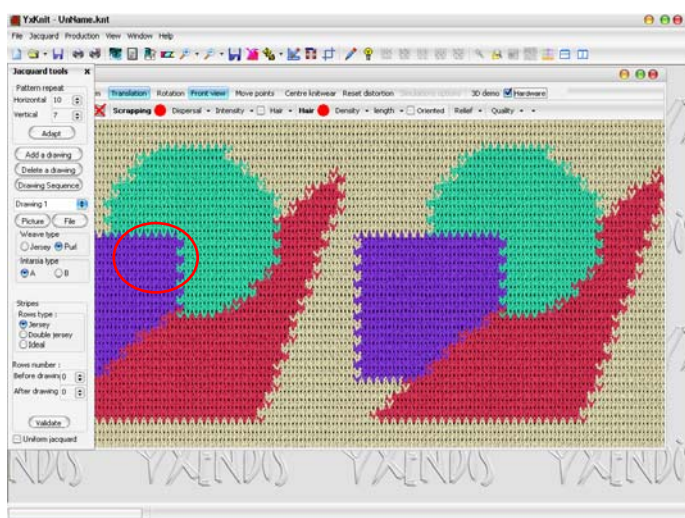 YxKnit - UnName.knt
File Jacquard Production View Window Help
Jacquard tools x
Pattern repeat
Horizontal 10
Vertical 7
Adapt
Add a drawing
Delete a drawing
Drawing Sequence
Drawing 1
Picture File
Weave type
Jersey Purl
Intarsia type
A B
Stripes
Rows type :
Jersey
Double jersey
Ideal
Rows number :
Before drawing 0
After drawing 0
Validate
Uniform jacquard
Translation Rotation Front view Move points Centre knitwear Reset distortion 3D demo Hardware
Scrapping Dispersal Intensity Hair Hair Density length Oriented Relief Quality
YXENDIS YXENDIS YXENDIS